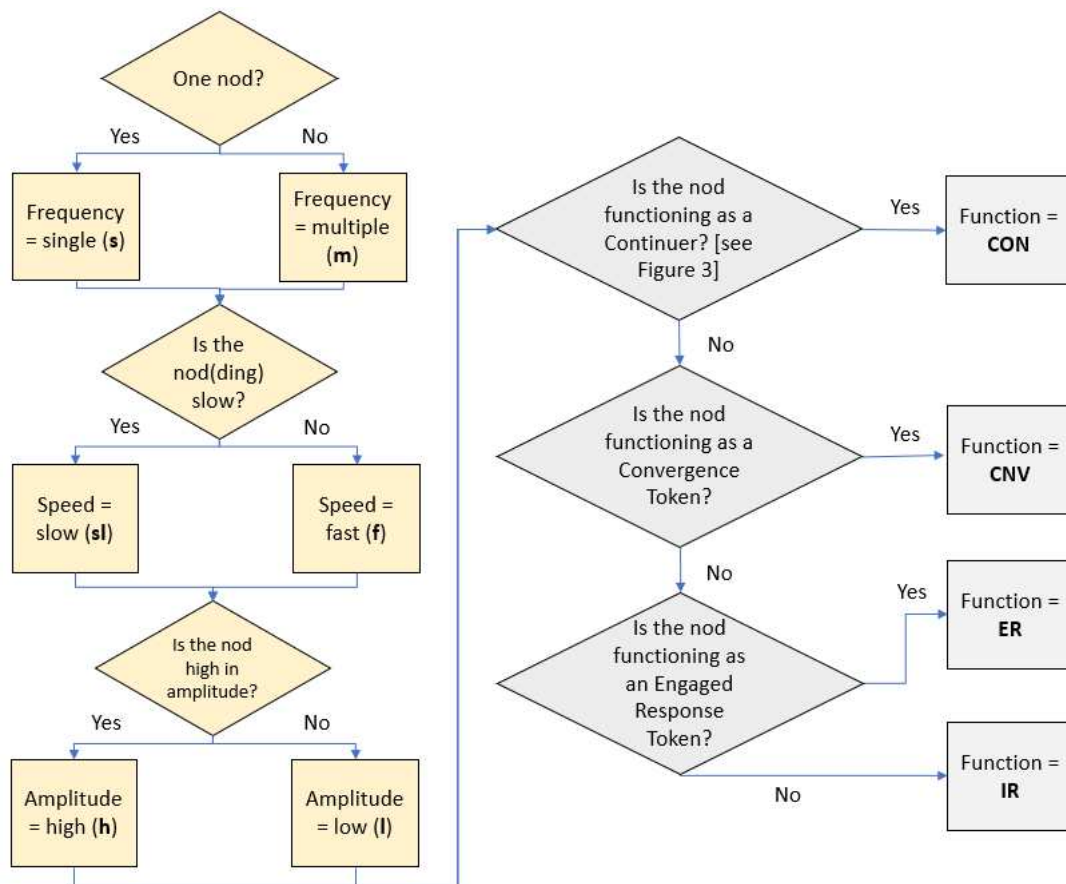 One nod?
Yes
No
Frequency
= single (s)
Frequency
= multiple
(m)
Is the
nod(ding)
slow?
Yes
No
Speed =
slow (sl)
Speed =
fast (f)
Is the nod
high in
amplitude?
Yes
No
Amplitude
= high (h)
Amplitude
= low (l)
Is the nod
functioning as a
Continuer? [see
Figure 3]
Yes
Function =
CON
No
Is the nod
functioning as a
Convergence
Token?
Yes
Function =
CNV
No
Is the nod
functioning as
an Engaged
Response
Token?
Yes
Function =
ER
No
Function =
IR